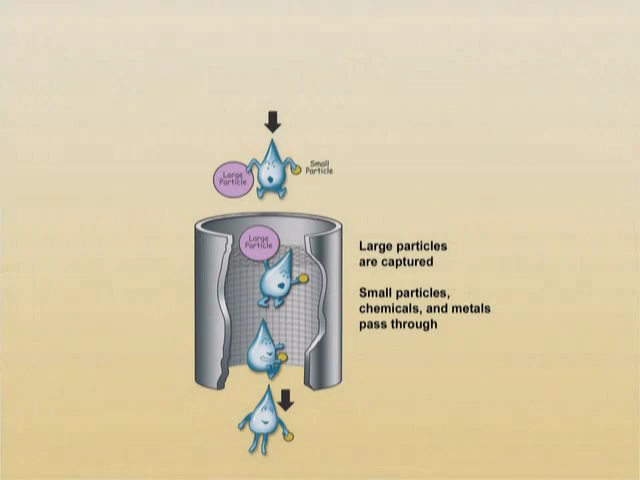 Large
Particle
Small
Particle
Large
Particle
Large particles
are captured
Small particles,
chemicals, and metals
pass through